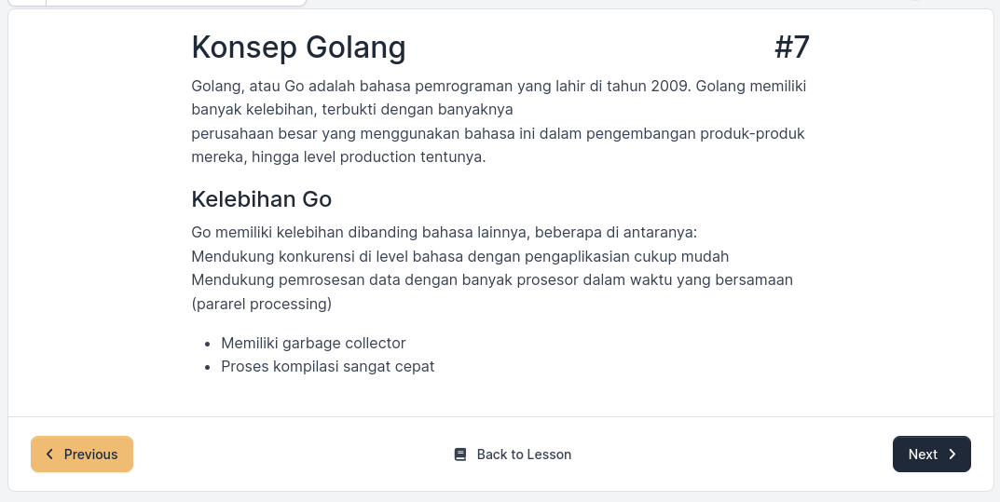 Konsep Golang #7
Golang, atau Go adalah bahasa pemrograman yang lahir di tahun 2009. Golang memiliki
banyak kelebihan, terbukti dengan banyaknya
perusahaan besar yang menggunakan bahasa ini dalam pengembangan produk-produk
mereka, hingga level production tentunya.
Kelebihan Go
Go memiliki kelebihan dibanding bahasa lainnya, beberapa di antaranya:
Mendukung konkurensi di level bahasa dengan pengaplikasian cukup mudah
Mendukung pemrosesan data dengan banyak prosesor dalam waktu yang bersamaan
(pararel processing)
• Memiliki garbage collector
• Proses kompilasi sangat cepat
Previous
Back to Lesson
Next